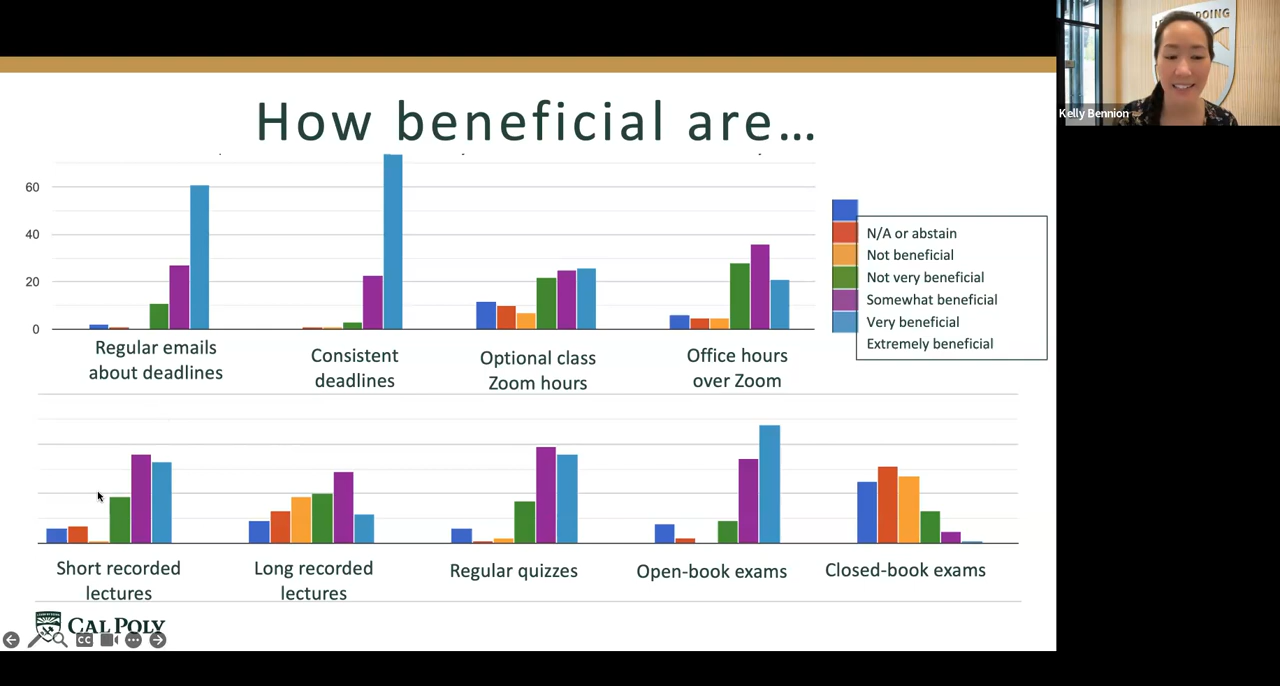 How beneficial are…
60
40
20
0
N/A or abstain
Not beneficial
Not very beneficial
Somewhat beneficial
Very beneficial
Extremely beneficial
Regular emails
about deadlines
Consistent
deadlines
Optional class
Zoom hours
Office hours
over Zoom
Short recorded
lectures
Long recorded
lectures
Regular quizzes
Open-book exams
Closed-book exams
CAL POLY
CC
Kelly Bennion
DOING